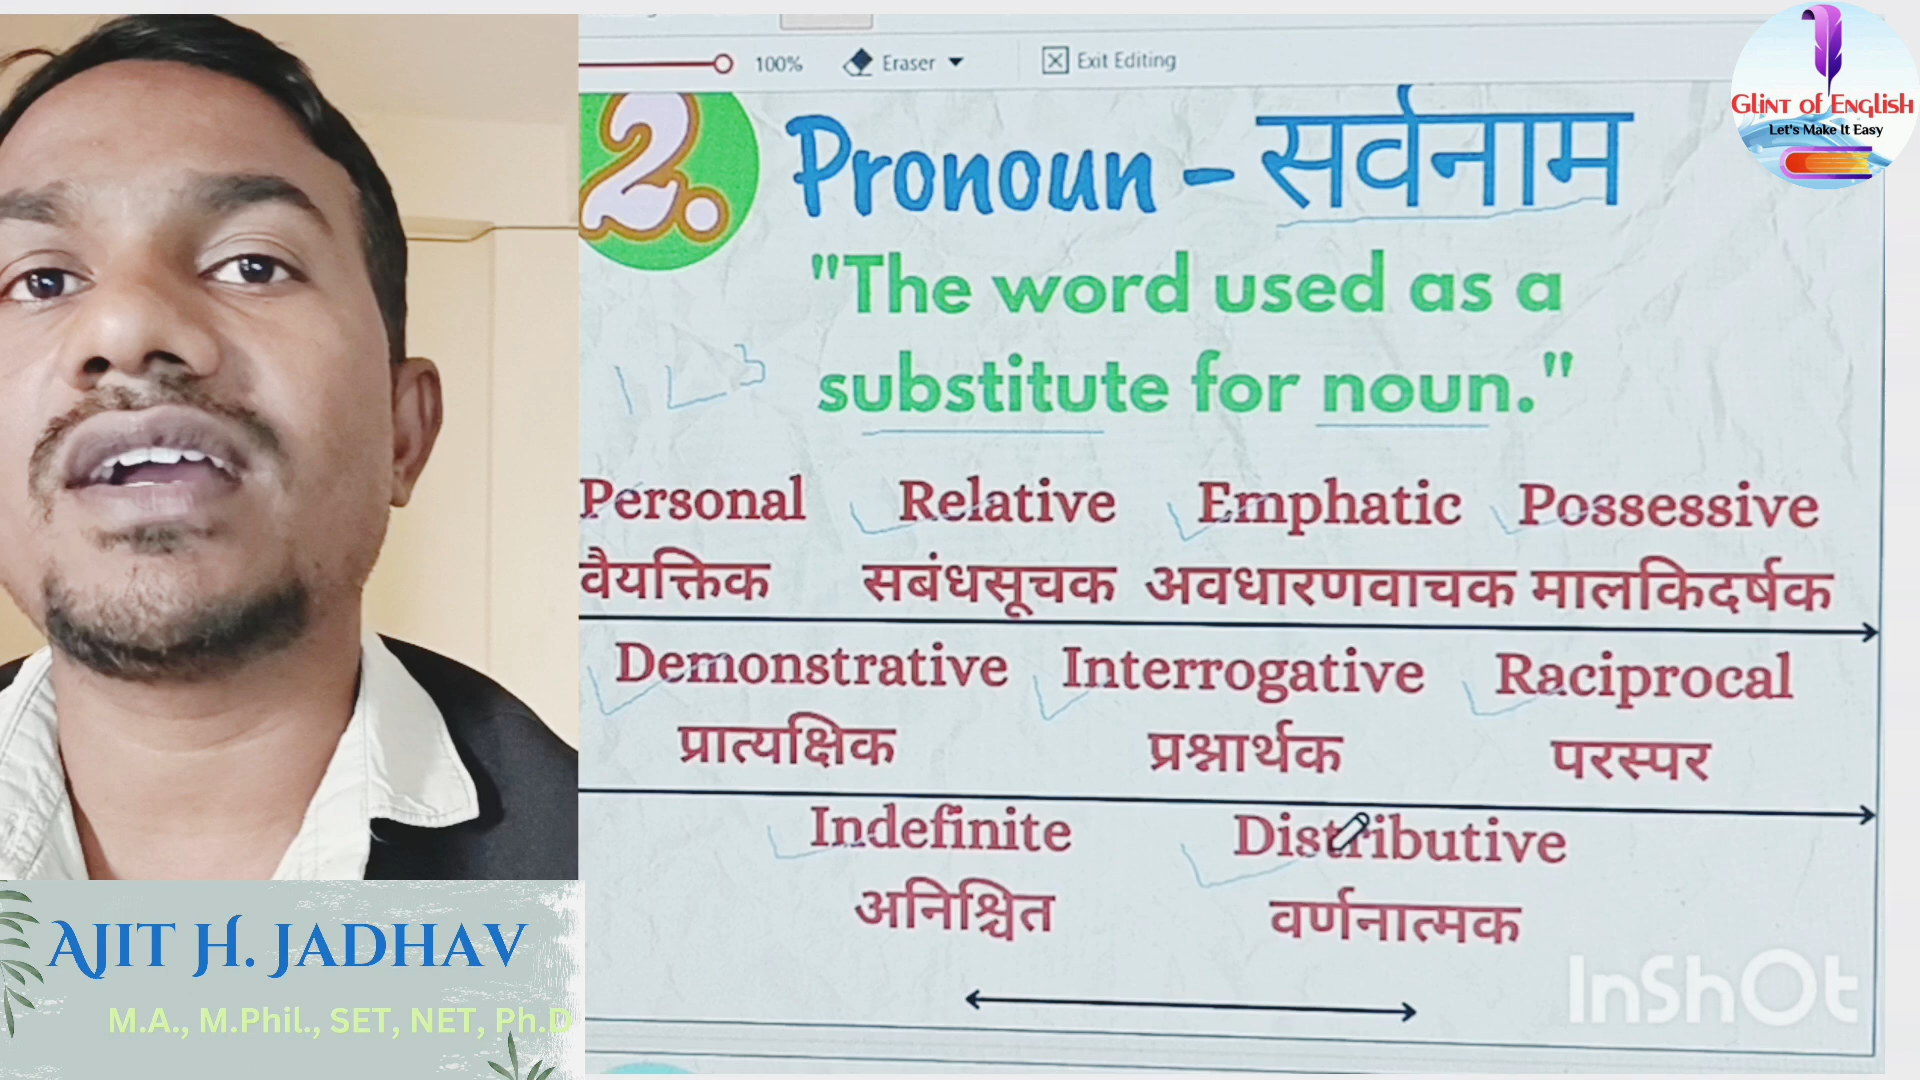 100% Eraser Exit Editing
Glint of English
Let's Make It Easy
2. Pronoun - सर्वनाम
"The word used as a
substitute for noun."
1 2 3
Personal Relative Emphatic Possessive
वैयक्तिक सबंधसूचक अवधारणवाचक मालकिदर्षक
Demonstrative Interrogative Raciprocal
प्रात्यक्षिक प्रश्नार्थक परस्पर
Indefinite Distributive
अनिश्चित वर्णनात्मक
AJIT H. JADHAV
M.A., M.Phil., SET, NET, Ph.D
InShOt